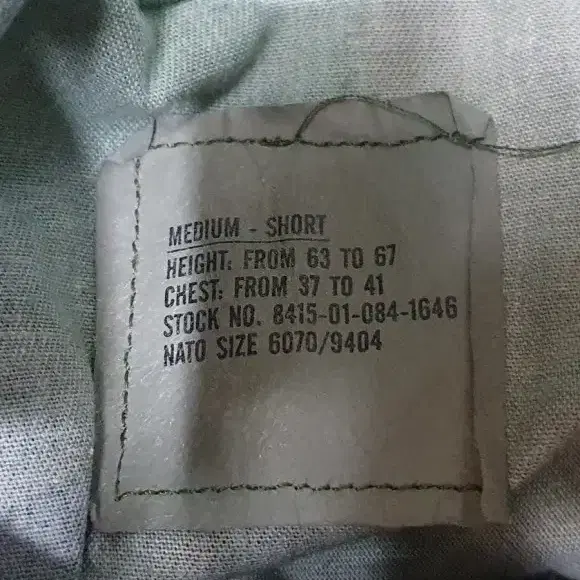 MEDIUM - SHORT
HEIGHT: FROM 63 TO 67
CHEST: FROM 37 TO 41
STOCK NO. 8415-01-084-1646
NATO SIZE 6070/9404